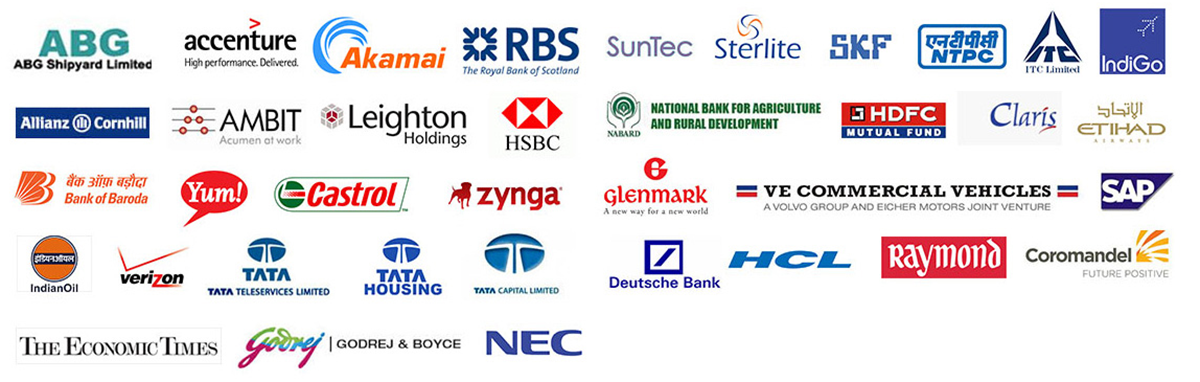 ABG
ABG Shipyard Limited
accenture
High performance. Delivered.
Akamai
RBS
The Royal Bank of Scotland
SunTec
Sterlite
SKF
एनटीपीसी
NTPC
ITC
ITC Limited
IndiGo
Allianz Cornhill
AMBIT
Acumen at work
Leighton
Holdings
HSBC
NABARD
NATIONAL BANK FOR AGRICULTURE
AND RURAL DEVELOPMENT
HDFC
MUTUAL FUND
Claris
الإتحاد
ETIHAD
AIRWAYS
बैंक ऑफ़ बड़ौदा
Bank of Baroda
Yum!
Castrol
zynga
GLENMARK
A new way for a new world
VE COMMERCIAL VEHICLES
A VOLVO GROUP AND EICHER MOTORS JOINT VENTURE
SAP
इंडियनऑयल
IndianOil
verizon
TATA
TATA TELESERVICES LIMITED
TATA
HOUSING
TATA CAPITAL LIMITED
Deutsche Bank
HCL
Raymond
Coromandel
FUTURE POSITIVE
THE ECONOMIC TIMES
Godrej | GODREJ & BOYCE
NEC